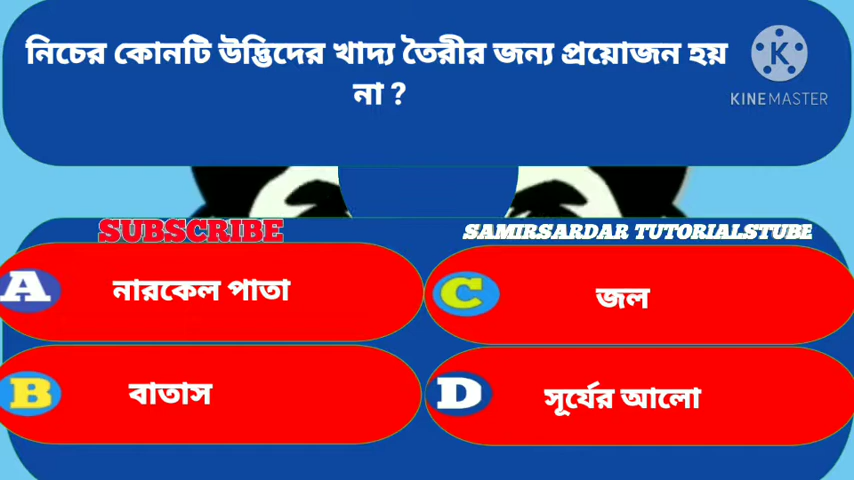 নিচের কোনটি উদ্ভিদের খাদ্য তৈরীর জন্য প্রয়োজন হয়
না ?
K
KINEMASTER
SUBSCRIBE
SAMIRSARDAR TUTORIALSTUBE
A নারকেল পাতা
C জল
B বাতাস
D সূর্যের আলো